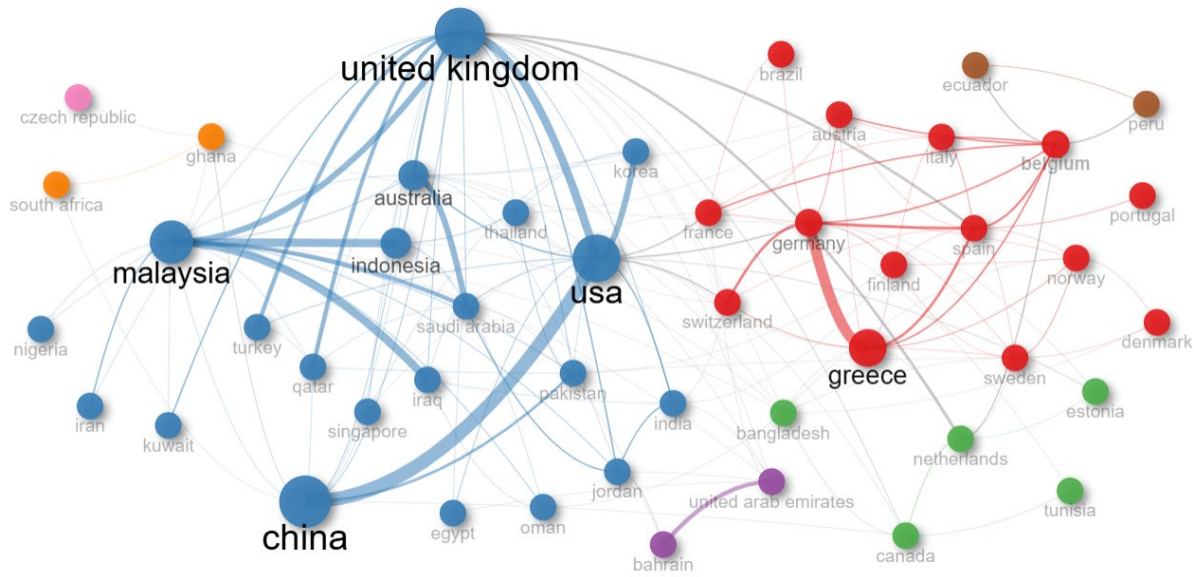 united kingdom
brazil
ecuador
czech republic
austria
peru
ghana
italy
belgium
korea
south africa
australia
portugal
thailand
france
germany
spain
indonesia
malaysia
finland
norway
usa
switzerland
saudi arabia
nigeria
turkey
denmark
greece
sweden
qatar
iraq
pakistan
estonia
iran
singapore
india
bangladesh
kuwait
netherlands
jordan
united arab emirates
tunisia
china
egypt
oman
canada
bahrain